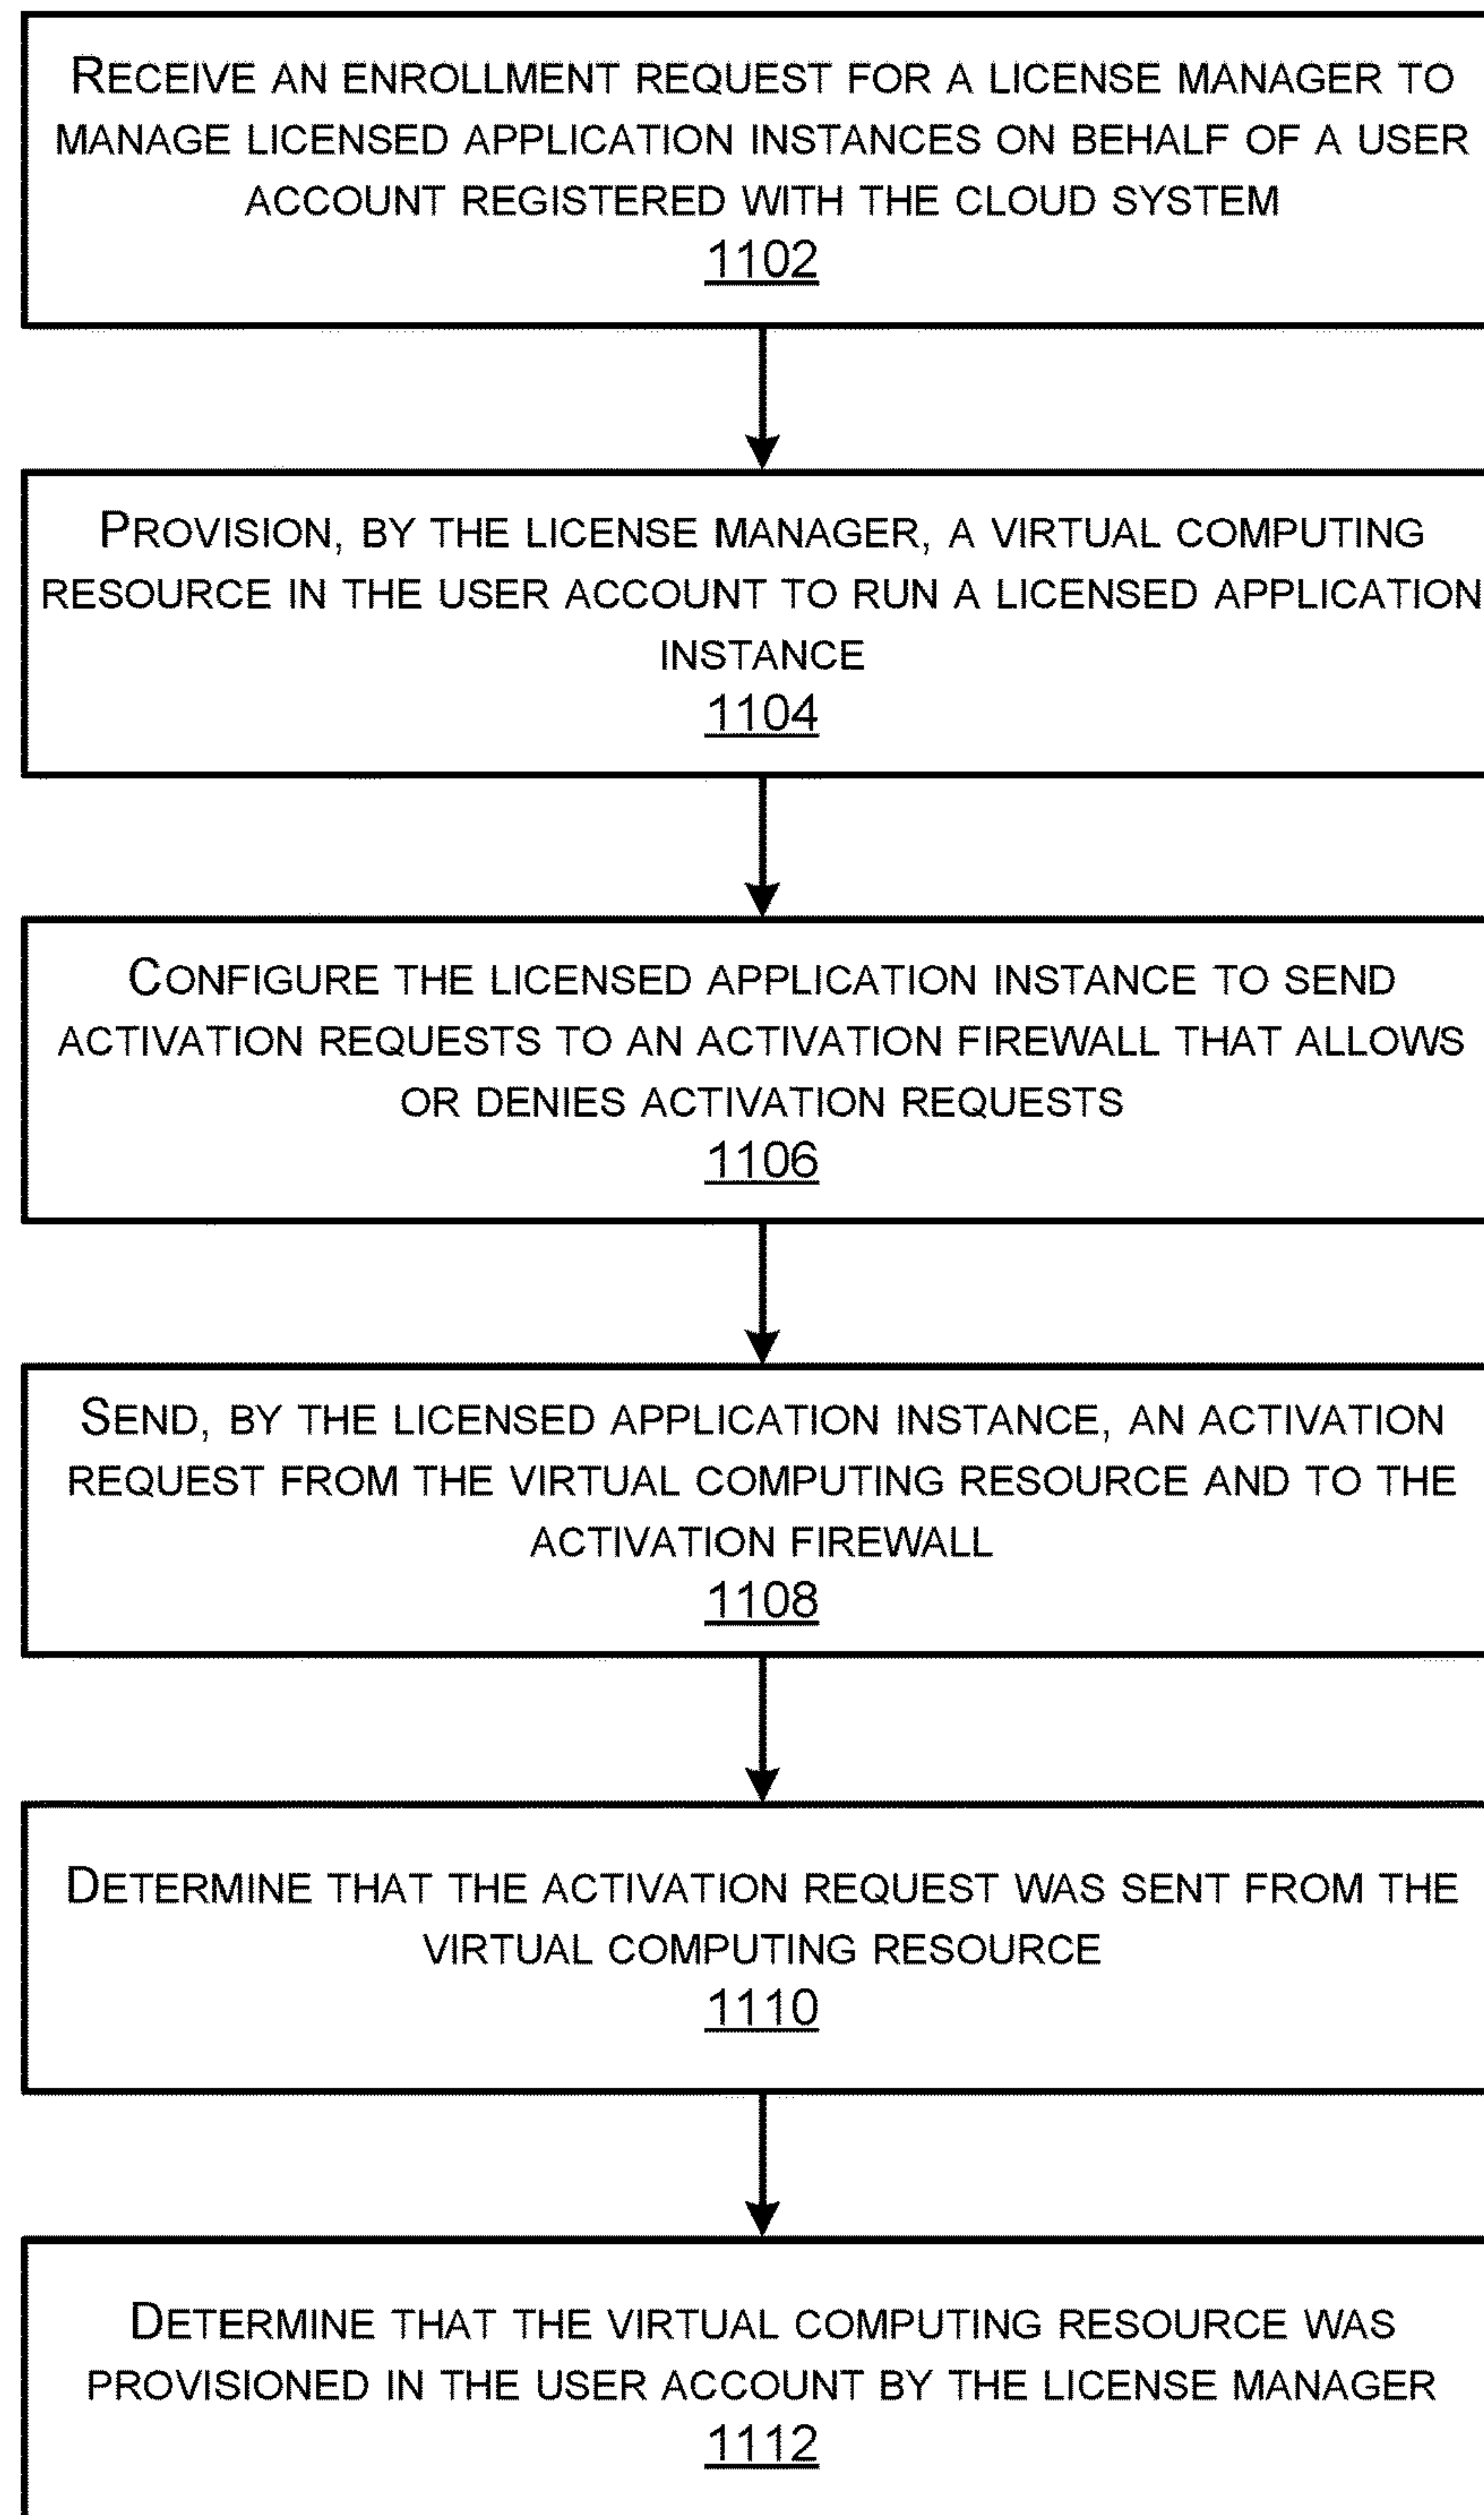 RECEIVE AN ENROLLMENT REQUEST FOR A LICENSE MANAGER TO
MANAGE LICENSED APPLICATION INSTANCES ON BEHALF OF A USER
ACCOUNT REGISTERED WITH THE CLOUD SYSTEM
1102
PROVISION, BY THE LICENSE MANAGER, A VIRTUAL COMPUTING
RESOURCE IN THE USER ACCOUNT TO RUN A LICENSED APPLICATION
INSTANCE
1104
CONFIGURE THE LICENSED APPLICATION INSTANCE TO SEND
ACTIVATION REQUESTS TO AN ACTIVATION FIREWALL THAT ALLOWS
OR DENIES ACTIVATION REQUESTS
1106
SEND, BY THE LICENSED APPLICATION INSTANCE, AN ACTIVATION
REQUEST FROM THE VIRTUAL COMPUTING RESOURCE AND TO THE
ACTIVATION FIREWALL
1108
DETERMINE THAT THE ACTIVATION REQUEST WAS SENT FROM THE
VIRTUAL COMPUTING RESOURCE
1110
DETERMINE THAT THE VIRTUAL COMPUTING RESOURCE WAS
PROVISIONED IN THE USER ACCOUNT BY THE LICENSE MANAGER
1112